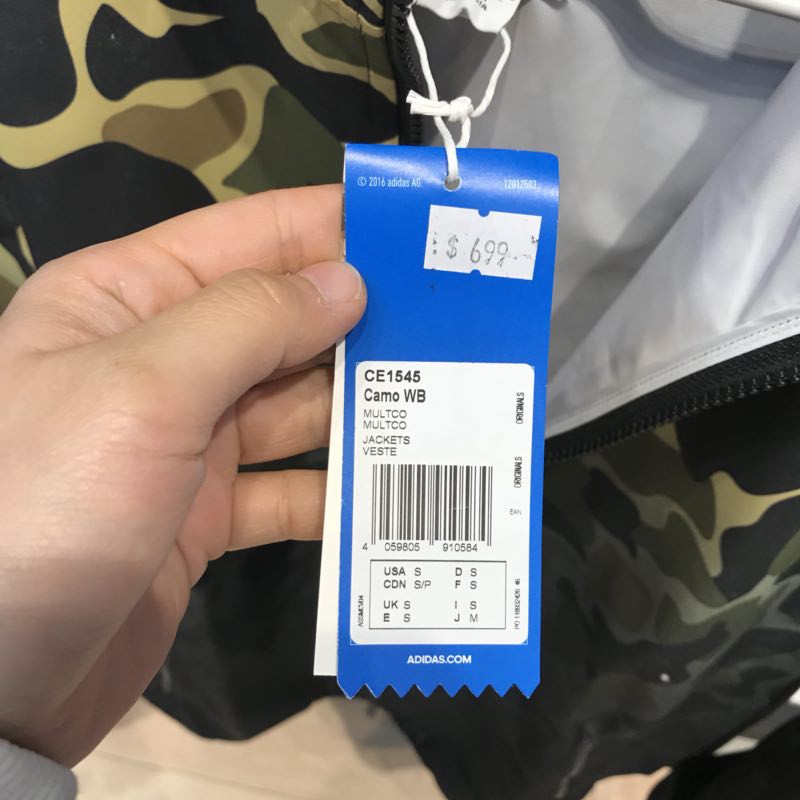 © 2016 adidas AG.
12012503
$ 699
CE1545
Camo WB
MULTCO
MULTCO
JACKETS
VESTE
ORIGINALS
ORIGINALS
EAN
4 059805 910584
USA S D S
CDN S/P F S
UK S I S
E S J M
ADIDAS.COM